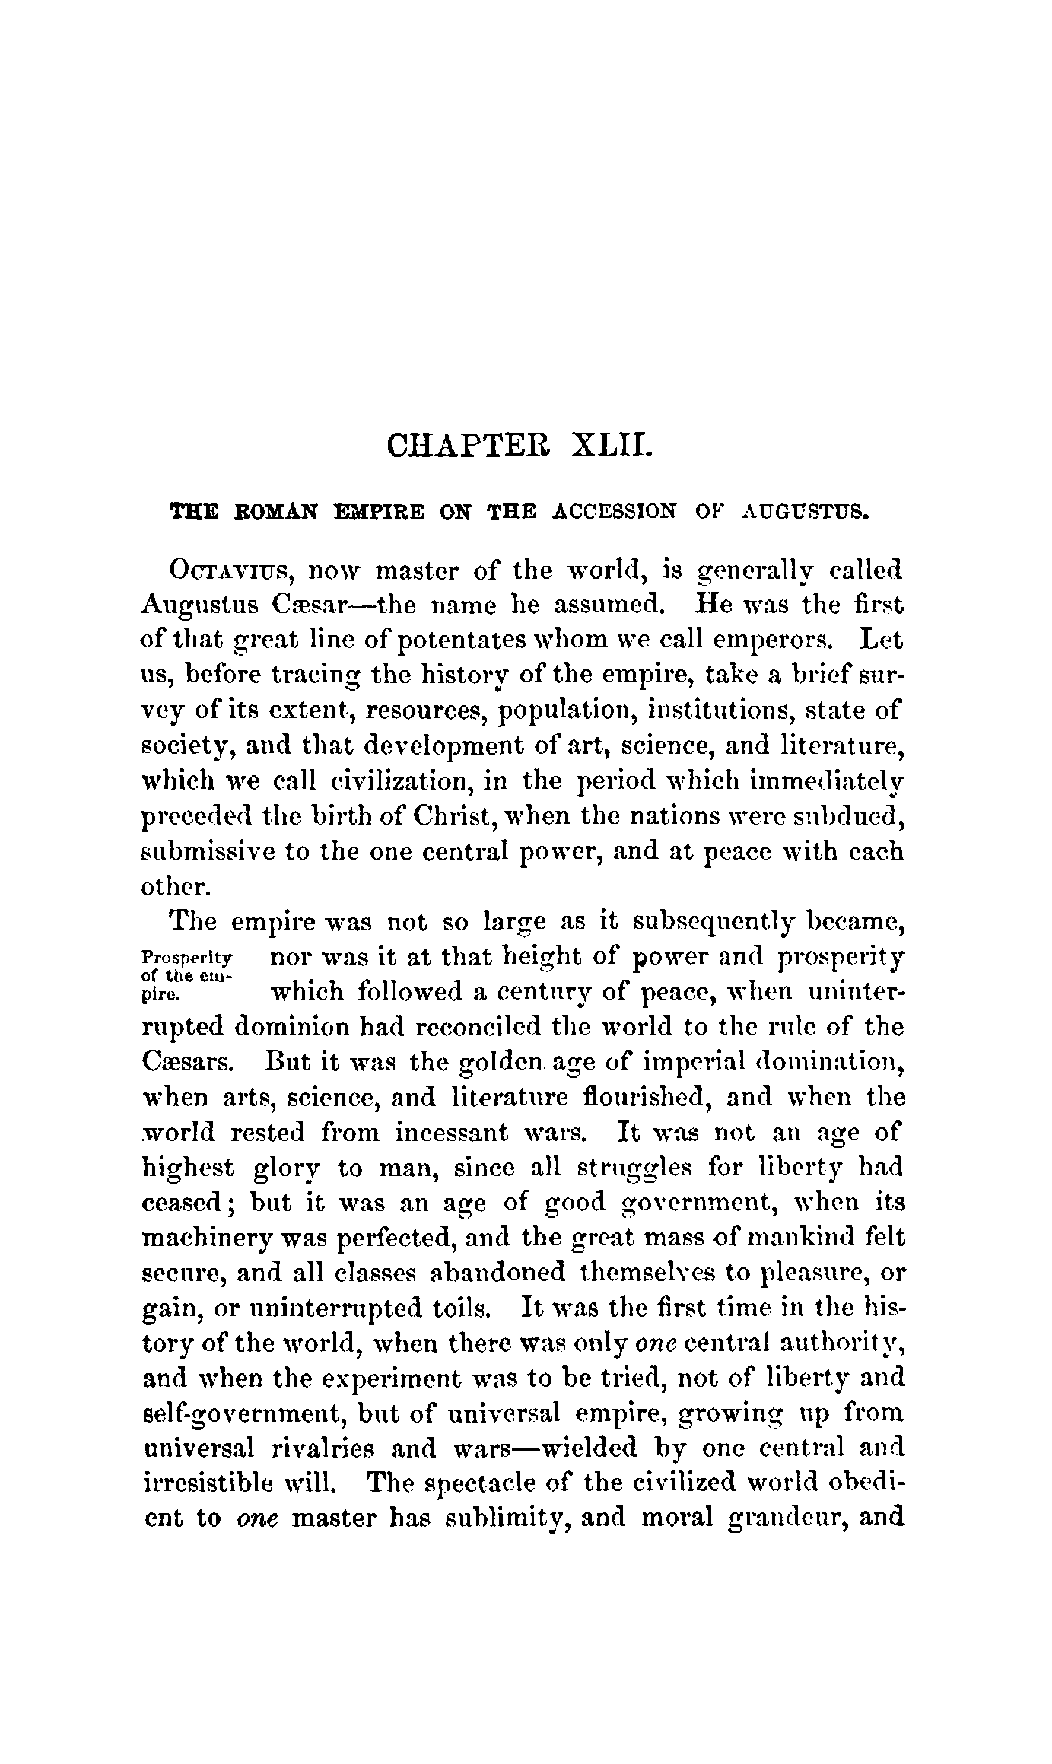 CHAPTER XLII.
THE ROMAN EMPIRE ON THE ACCESSION OF AUGUSTUS.
OCTAVIUS, now master of the world, is generally called
Augustus Cæsar—the name he assumed. He was the first
of that great line of potentates whom we call emperors. Let
us, before tracing the history of the empire, take a brief sur-
vey of its extent, resources, population, institutions, state of
society, and that development of art, science, and literature,
which we call civilization, in the period which immediately
preceded the birth of Christ, when the nations were subdued,
submissive to the one central power, and at peace with each
other.
The empire was not so large as it subsequently became,
Prosperity
of the em-
pire.
nor was it at that height of power and prosperity
which followed a century of peace, when uninter-
rupted dominion had reconciled the world to the rule of the
Cæsars. But it was the golden age of imperial domination,
when arts, science, and literature flourished, and when the
world rested from incessant wars. It was not an age of
highest glory to man, since all struggles for liberty had
ceased; but it was an age of good government, when its
machinery was perfected, and the great mass of mankind felt
secure, and all classes abandoned themselves to pleasure, or
gain, or uninterrupted toils. It was the first time in the his-
tory of the world, when there was only one central authority,
and when the experiment was to be tried, not of liberty and
self-government, but of universal empire, growing up from
universal rivalries and wars—wielded by one central and
irresistible will. The spectacle of the civilized world obedi-
ent to one master has sublimity, and moral grandeur, and